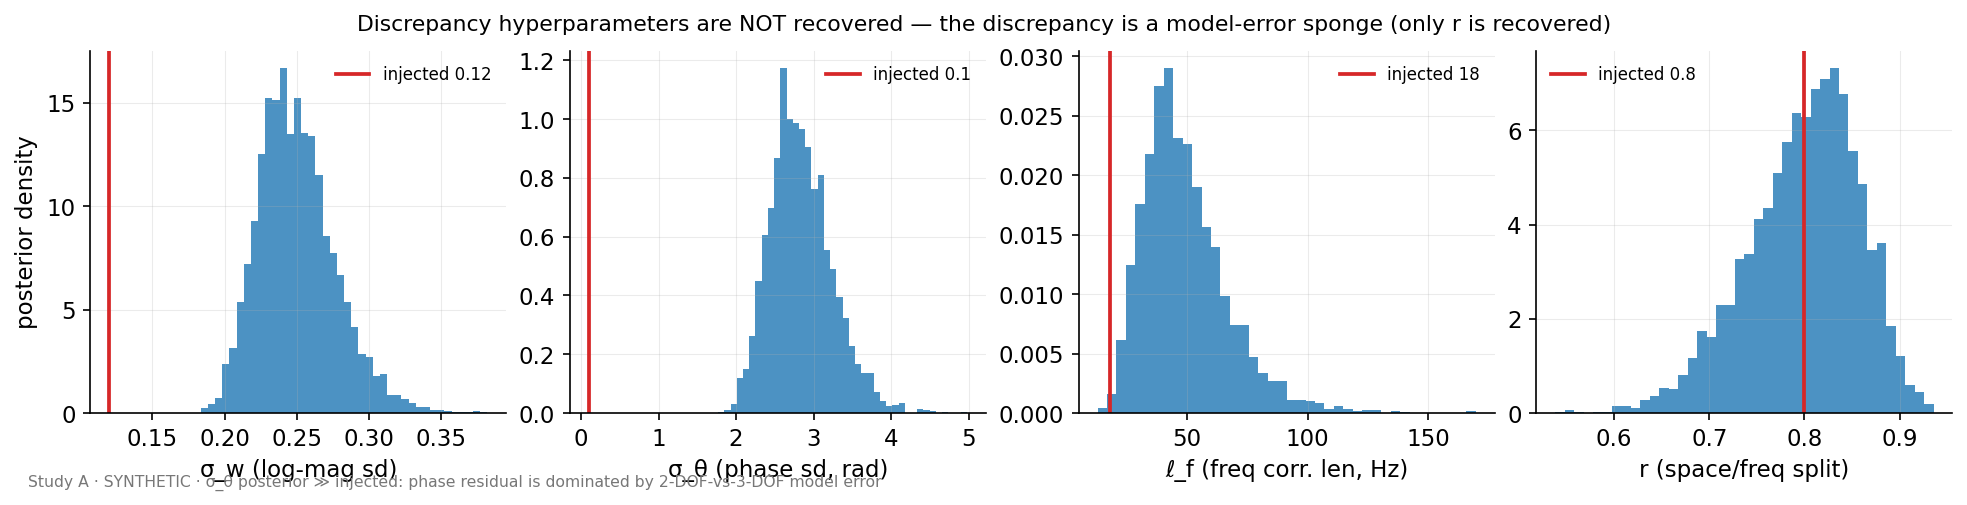 Discrepancy hyperparameters are NOT recovered — the discrepancy is a model-error sponge (only r is recovered)
posterior density
injected 0.12
15
10
5
0
0.15 0.20 0.25 0.30 0.35
σ_w (log-mag sd)
injected 0.1
1.2
1.0
0.8
0.6
0.4
0.2
0.0
0 1 2 3 4 5
σ_θ (phase sd, rad)
injected 18
0.030
0.025
0.020
0.015
0.010
0.005
0.000
50 100 150
ℓ_f (freq corr. len, Hz)
injected 0.8
6
4
2
0
0.6 0.7 0.8 0.9
r (space/freq split)
Study A · SYNTHETIC · σ_θ posterior ≫ injected: phase residual is dominated by 2-DOF-vs-3-DOF model error